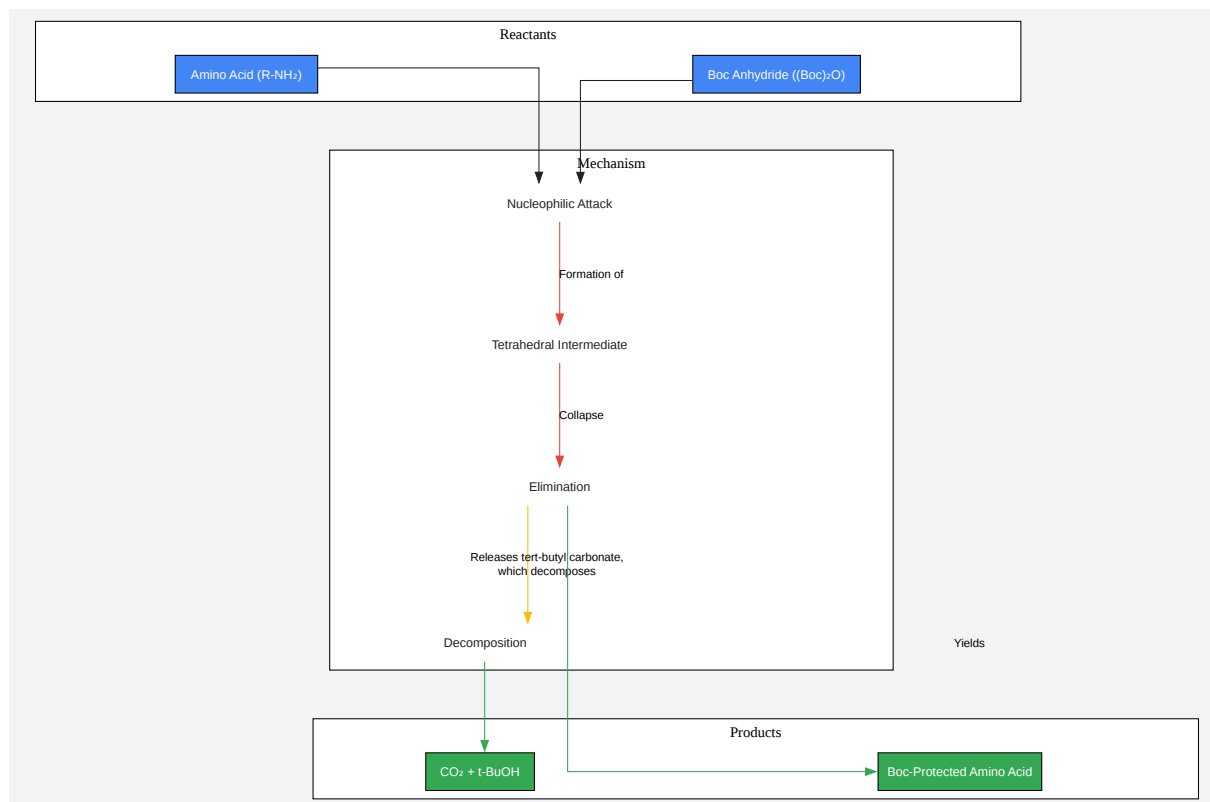 Reactants
Amino Acid (R-NH₂)
Boc Anhydride ((Boc)₂O)
Mechanism
Nucleophilic Attack
Formation of
Tetrahedral Intermediate
Collapse
Elimination
Releases tert-butyl carbonate,
which decomposes
Decomposition
Yields
Products
CO₂ + t-BuOH
Boc-Protected Amino Acid